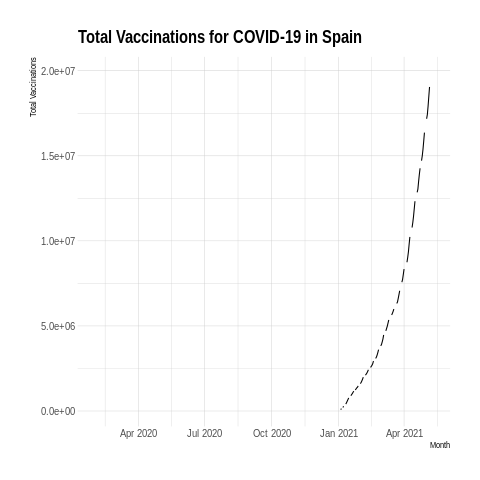 Total Vaccinations for COVID-19 in Spain
Total Vaccinations
2.0e+07
1.5e+07
1.0e+07
5.0e+06
0.0e+00
Apr 2020 Jul 2020 Oct 2020 Jan 2021 Apr 2021
Month